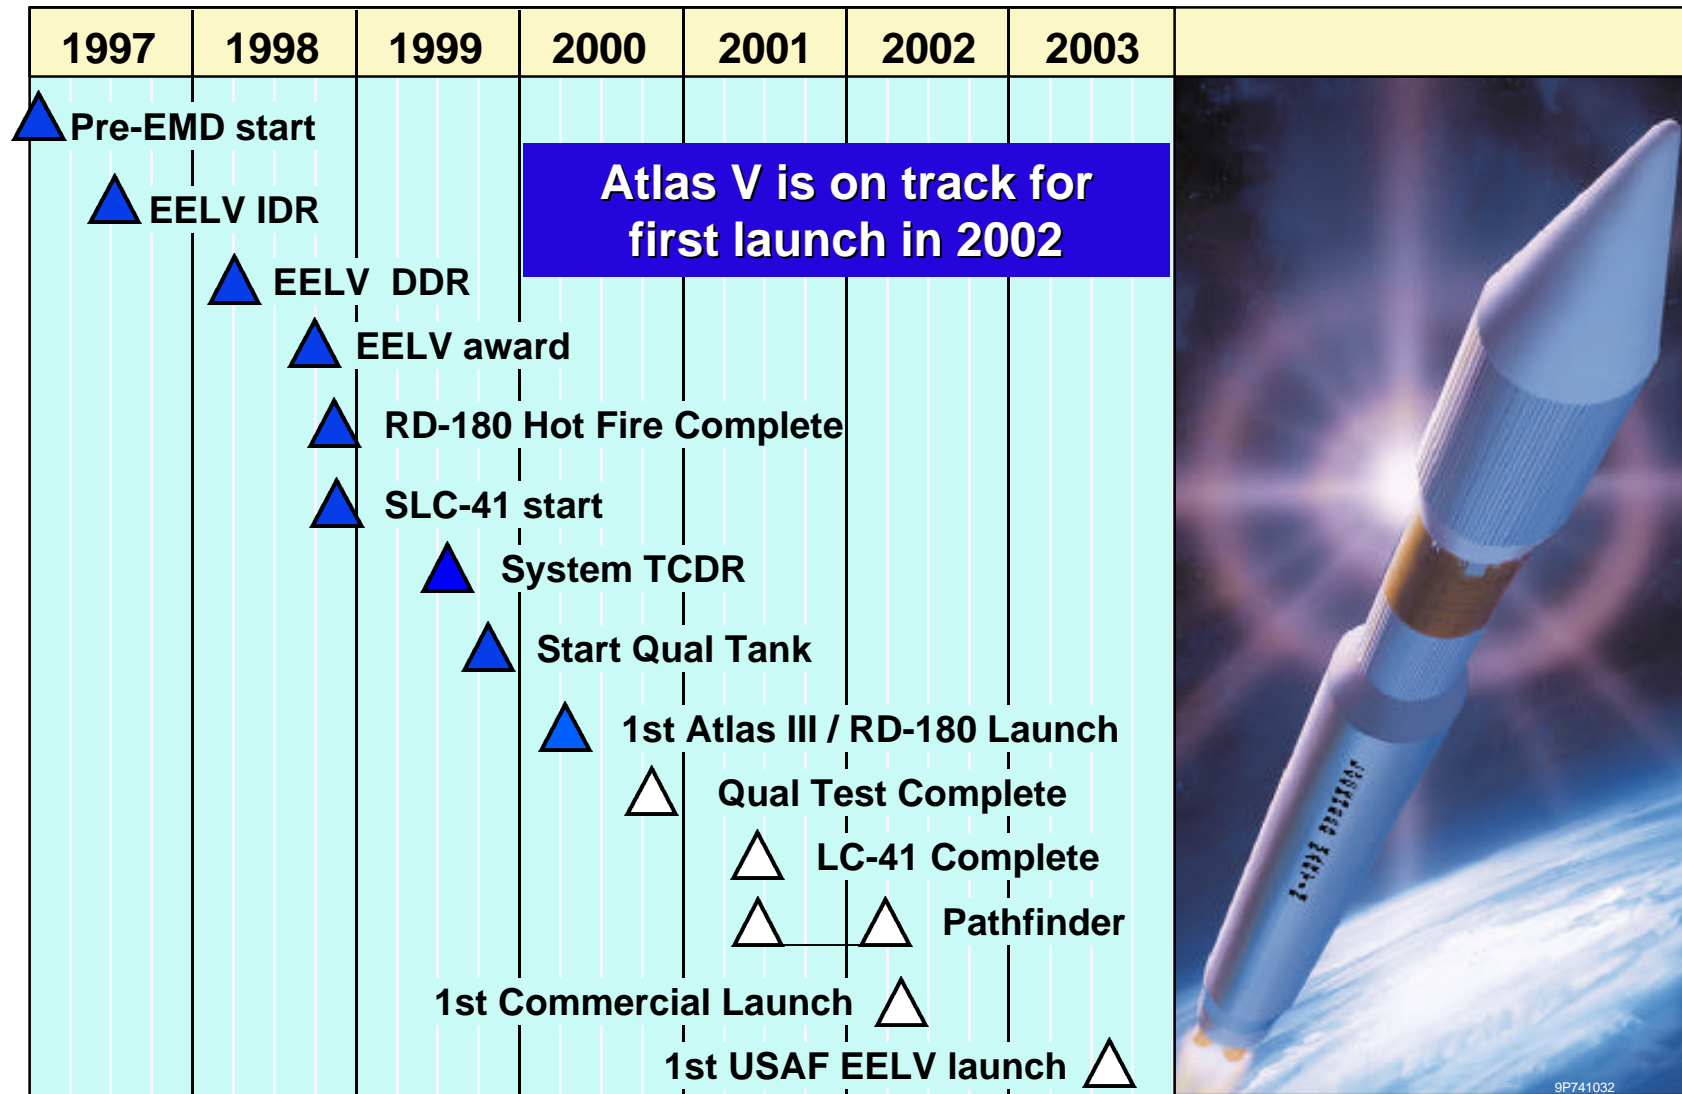 1997 1998 1999 2000 2001 2002 2003
Pre-EMD start
Atlas V is on track for
first launch in 2002
EELV IDR
EELV DDR
EELV award
RD-180 Hot Fire Complete
SLC-41 start
System TCDR
Start Qual Tank
1st Atlas III / RD-180 Launch
Qual Test Complete
LC-41 Complete
Pathfinder
1st Commercial Launch
1st USAF EELV launch
9P741032